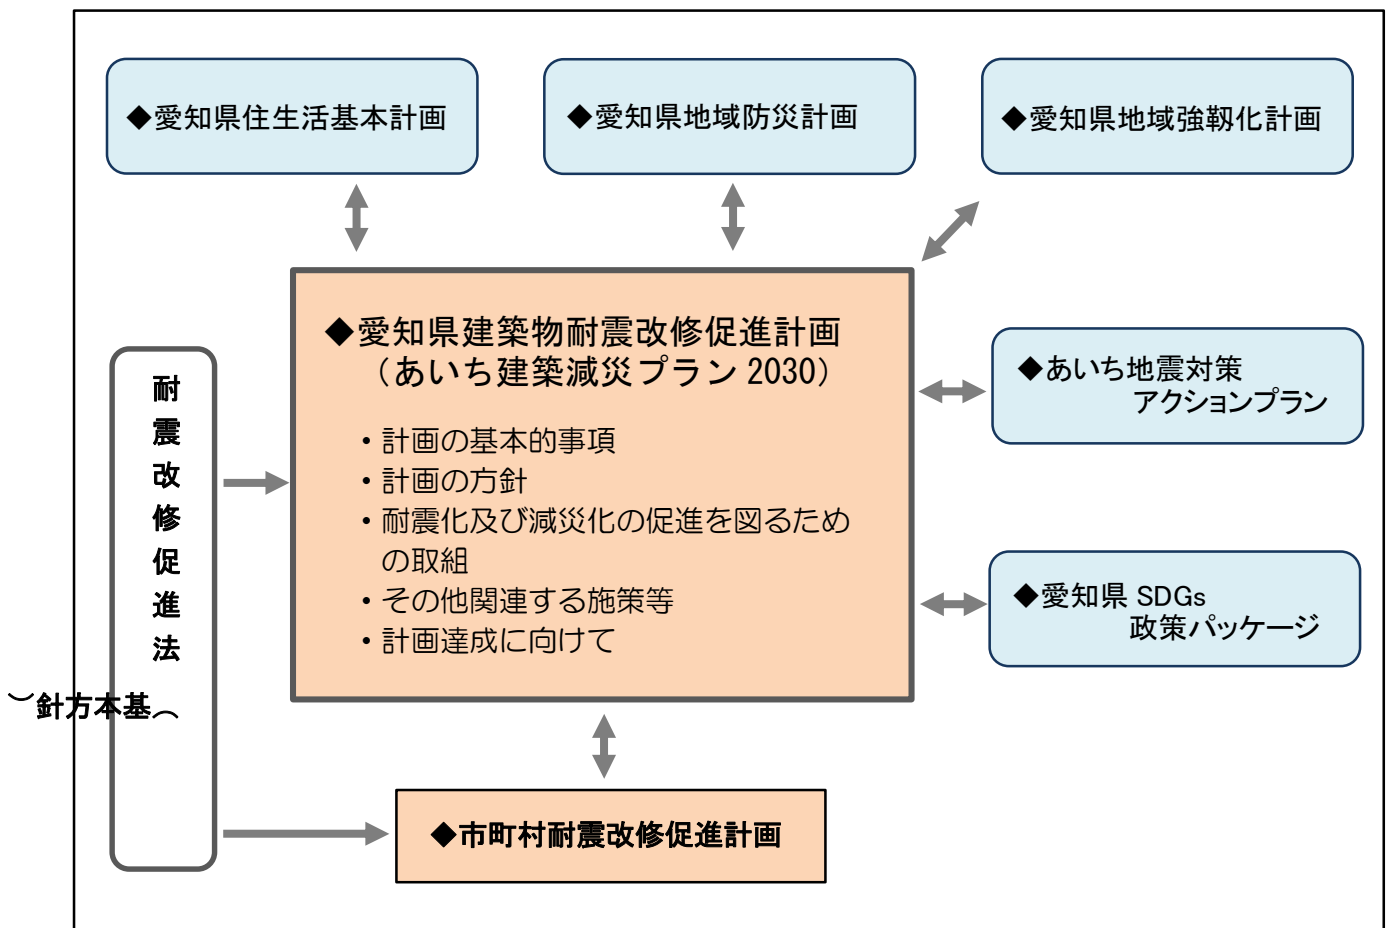 ◆愛知県住生活基本計画
◆愛知県地域防災計画
◆愛知県地域強靱化計画
◆愛知県建築物耐震改修促進計画
（あいち建築減災プラン 2030）
・計画の基本的事項
・計画の方針
・耐震化及び減災化の促進を図るため
の取組
・その他関連する施策等
・計画達成に向けて
◆あいち地震対策
アクションプラン
◆愛知県 SDGs
政策パッケージ
耐震改修促進法
（基本方針）
◆市町村耐震改修促進計画